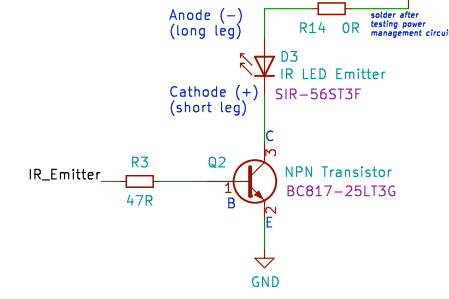 Anode (-)
(long leg)
R14 0R
solder after
testing power
management circui
D3
IR LED Emitter
SIR-56ST3F
Cathode (+)
(short leg)
C
3
IR_Emitter
R3
47R
Q2
1
B
NPN Transistor
BC817-25LT3G
2
E
GND